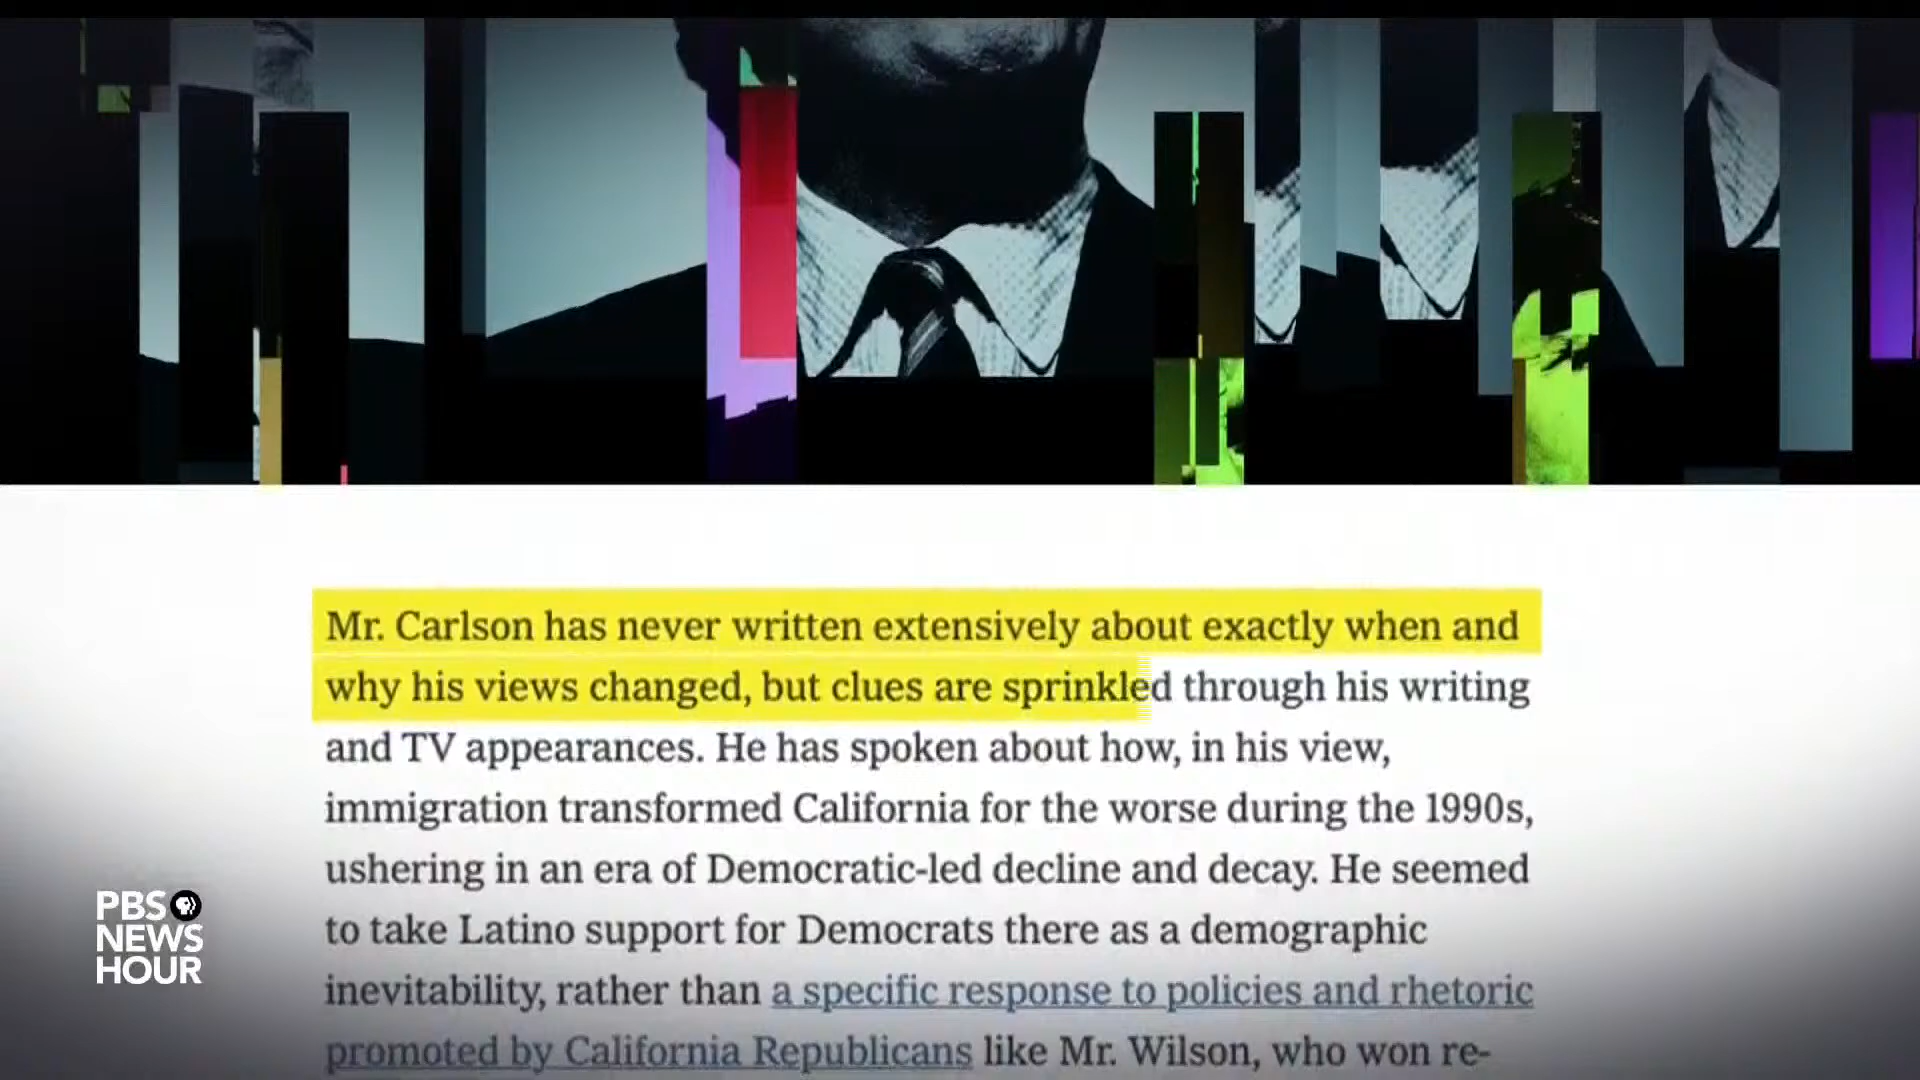 Mr. Carlson has never written extensively about exactly when and
why his views changed, but clues are sprinkled through his writing
and TV appearances. He has spoken about how, in his view,
immigration transformed California for the worse during the 1990s,
ushering in an era of Democratic-led decline and decay. He seemed
to take Latino support for Democrats there as a demographic
inevitability, rather than a specific response to policies and rhetoric
promoted by California Republicans like Mr. Wilson, who won re-
PBS
NEWS
HOUR